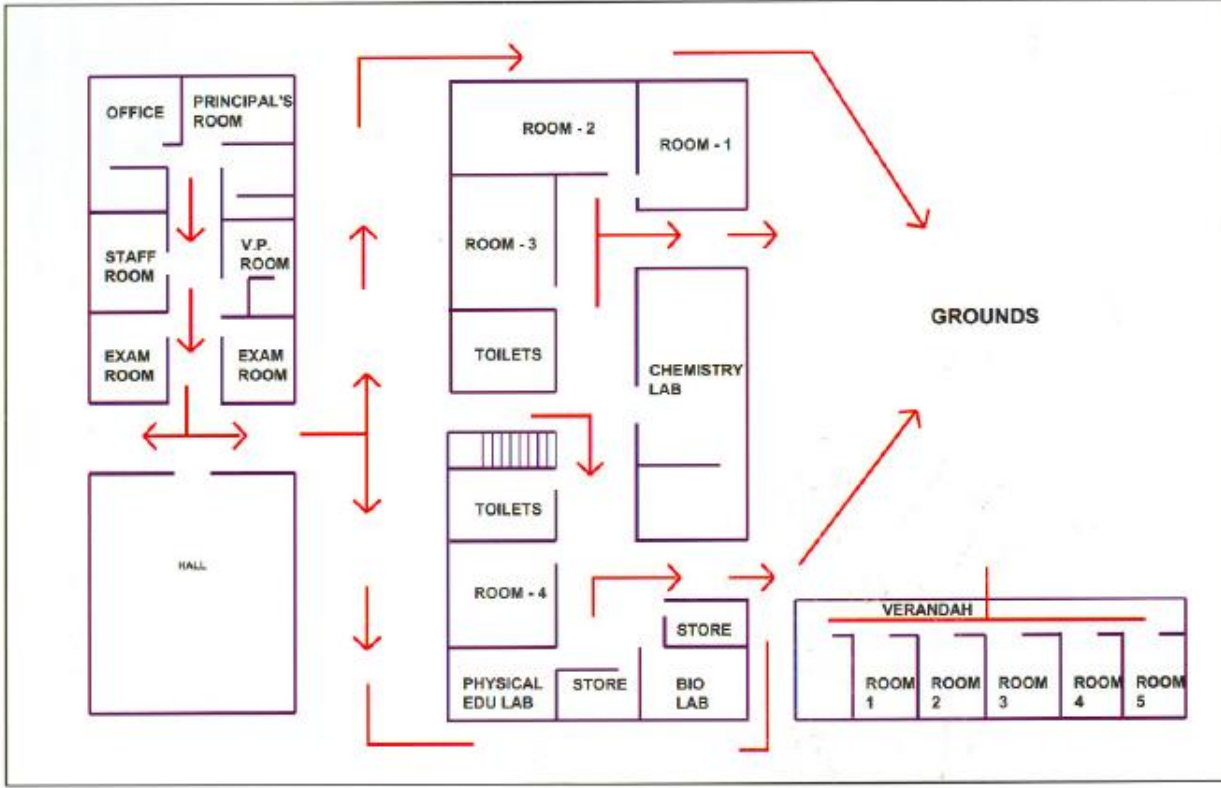 OFFICE
PRINCIPAL'S
ROOM
STAFF
ROOM
V.P.
ROOM
EXAM
ROOM
EXAM
ROOM
HALL
ROOM - 2
ROOM - 1
ROOM - 3
TOILETS
CHEMISTRY
LAB
TOILETS
ROOM - 4
STORE
PHYSICAL
EDU LAB
STORE
BIO
LAB
GROUNDS
VERANDAH
ROOM
1
ROOM
2
ROOM
3
ROOM
4
ROOM
5